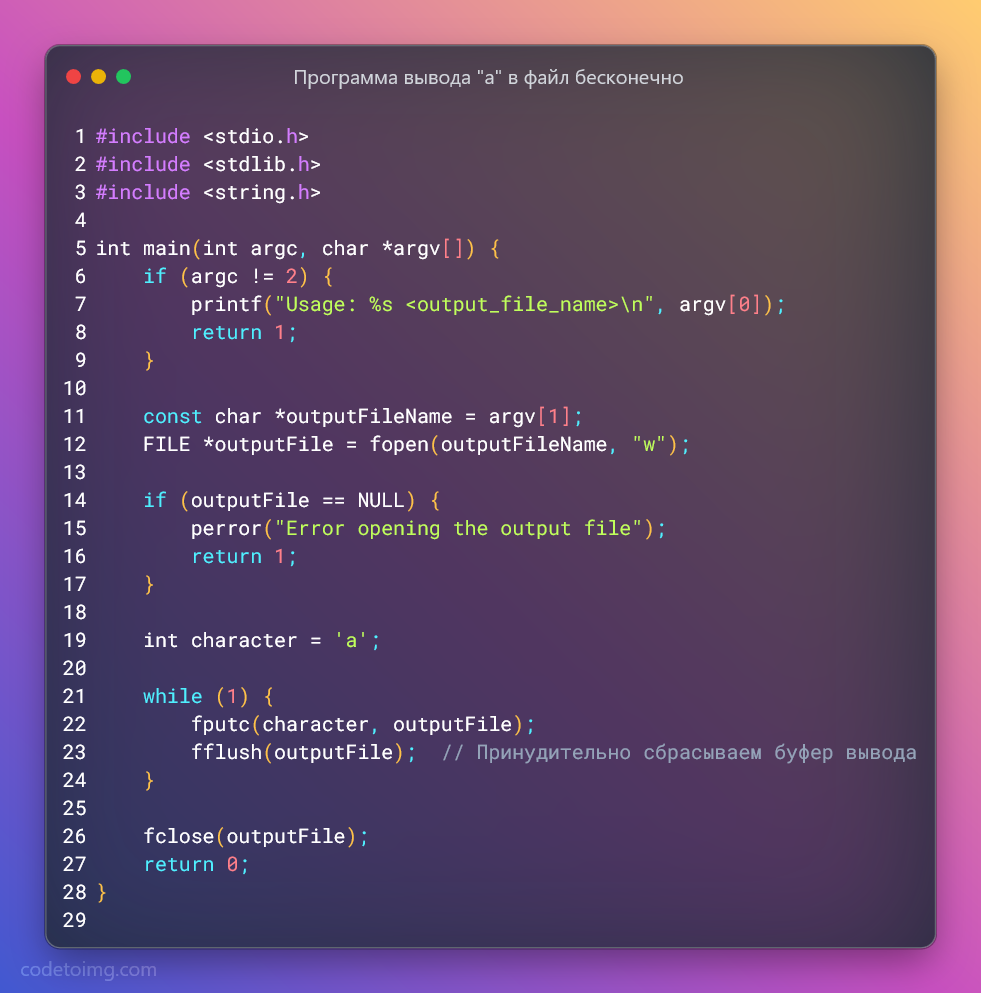 Программа вывода "a" в файл бесконечно
1 #include <stdio.h>
2 #include <stdlib.h>
3 #include <string.h>
4
5 int main(int argc, char *argv[]) {
6     if (argc != 2) {
7         printf("Usage: %s <output_file_name>\n", argv[0]);
8         return 1;
9     }
10
11     const char *outputFileName = argv[1];
12     FILE *outputFile = fopen(outputFileName, "w");
13
14     if (outputFile == NULL) {
15         perror("Error opening the output file");
16         return 1;
17     }
18
19     int character = 'a';
20
21     while (1) {
22         fputc(character, outputFile);
23         fflush(outputFile);  // Принудительно сбрасываем буфер вывода
24     }
25
26     fclose(outputFile);
27     return 0;
28 }
29
codetoimg.com